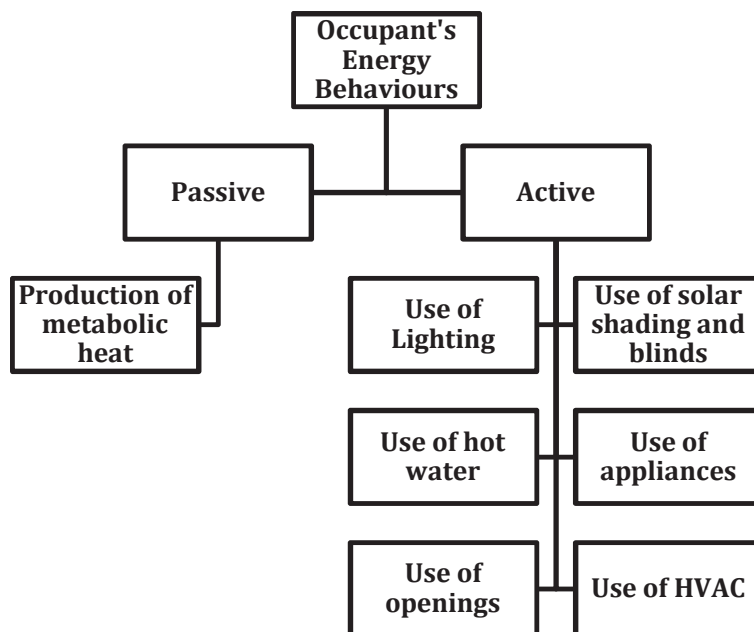 Occupant's
Energy
Behaviours
Passive
Active
Production of
metabolic
heat
Use of
Lighting
Use of solar
shading and
blinds
Use of hot
water
Use of
appliances
Use of
openings
Use of HVAC